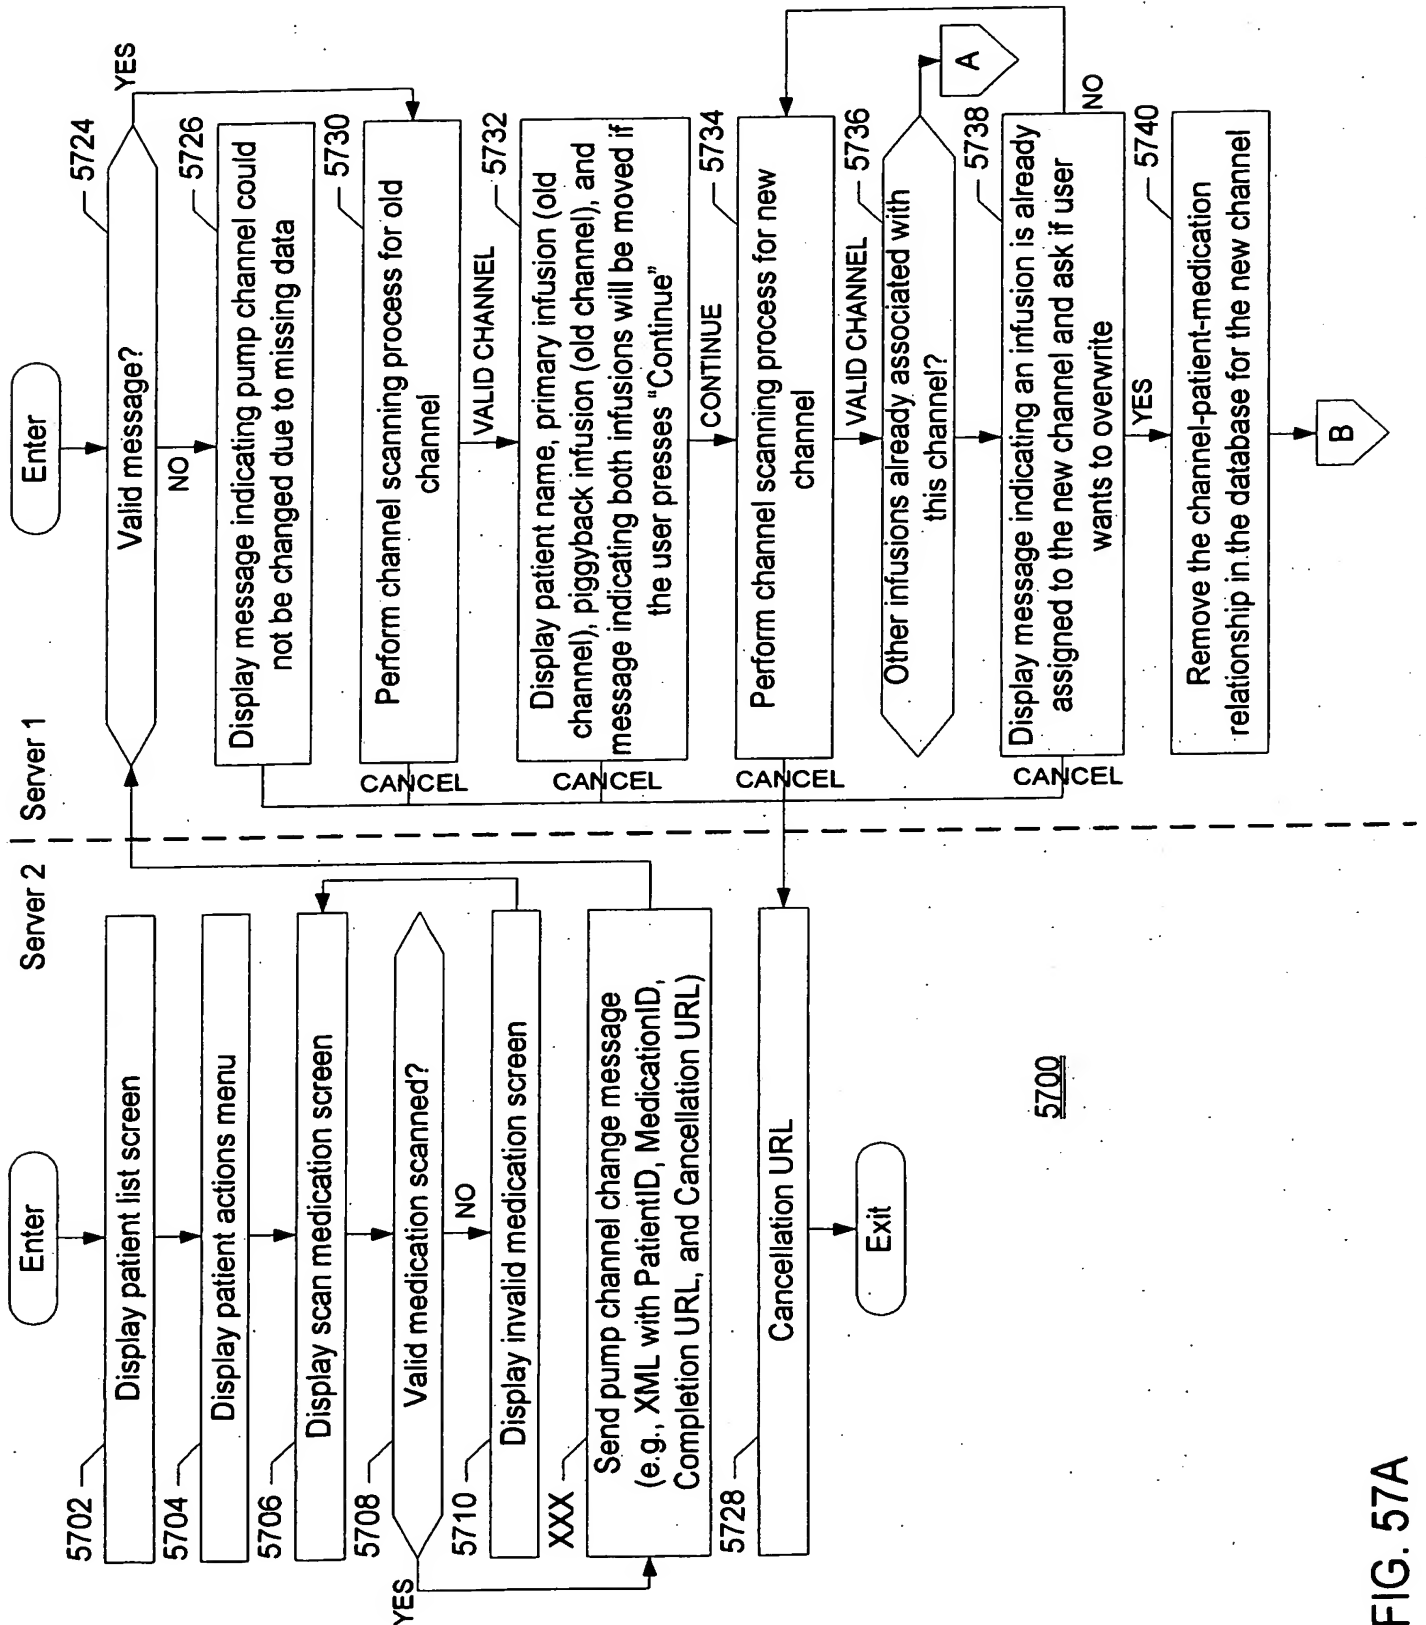 Server 2
Enter
5702
Display patient list screen
5704
Display patient actions menu
5706
Display scan medication screen
5708
Valid medication scanned?
YES
NO
5710
Display invalid medication screen
XXX
Send pump channel change message
(e.g., XML with PatientID, MedicationID,
Completion URL, and Cancellation URL)
5728
Cancellation URL
Exit
5700
Server 1
Enter
5724
Valid message?
YES
NO
5726
Display message indicating pump channel could
not be changed due to missing data
5730
Perform channel scanning process for old
channel
CANCEL
VALID CHANNEL
5732
Display patient name, primary infusion (old
channel), piggyback infusion (old channel), and
message indicating both infusions will be moved if
the user presses “Continue”
CANCEL
CONTINUE
5734
Perform channel scanning process for new
channel
CANCEL
VALID CHANNEL
5736
Other infusions already associated with
this channel?
A
5738
Display message indicating an infusion is already
assigned to the new channel and ask if user
wants to overwrite
CANCEL
NO
YES
5740
Remove the channel-patient-medication
relationship in the database for the new channel
B
FIG. 57A